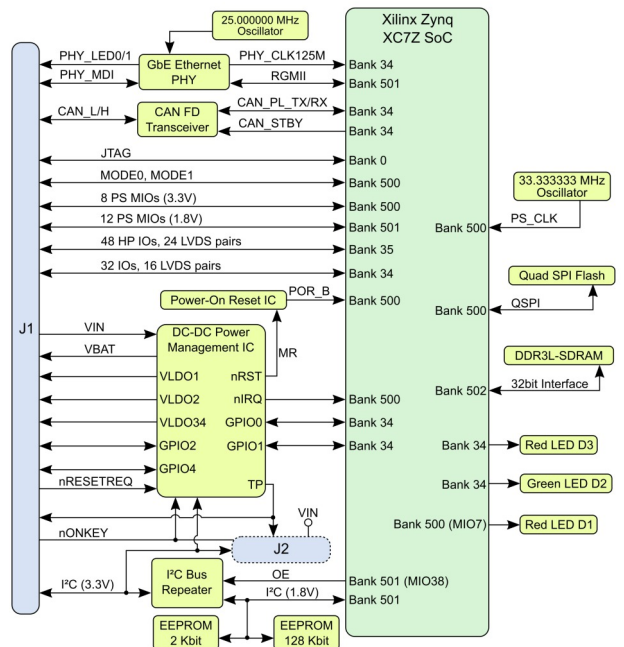 25.000000 MHz
Oscillator
Xilinx Zynq
XC7Z SoC
PHY_LED0/1
GbE Ethernet
PHY
PHY_CLK125M
Bank 34
PHY_MDI
RGMII
Bank 501
CAN_L/H
CAN FD
Transceiver
CAN_PL_TX/RX
Bank 34
CAN_STBY
Bank 34
JTAG
Bank 0
MODE0, MODE1
Bank 500
33.333333 MHz
Oscillator
8 PS MIOs (3.3V)
Bank 500
12 PS MIOs (1.8V)
Bank 501
Bank 500
PS_CLK
48 HP IOs, 24 LVDS pairs
Bank 35
32 IOs, 16 LVDS pairs
Bank 34
Quad SPI Flash
Power-On Reset IC
POR_B
Bank 500
Bank 500
QSPI
J1
VIN
DC-DC Power
Management IC
VBAT
MR
DDR3L-SDRAM
VLDO1
nRST
Bank 502
32bit Interface
VLDO2
nIRQ
Bank 500
VLDO34
GPIO0
Bank 34
GPIO2
GPIO1
Bank 34
Bank 34
Red LED D3
GPIO4
nRESETREQ
TP
Bank 34
Green LED D2
VIN
Bank 500 (MIO7)
Red LED D1
nONKEY
J2
I²C (3.3V)
I²C Bus
Repeater
OE
Bank 501 (MIO38)
I²C (1.8V)
Bank 501
EEPROM
2 Kbit
EEPROM
128 Kbit